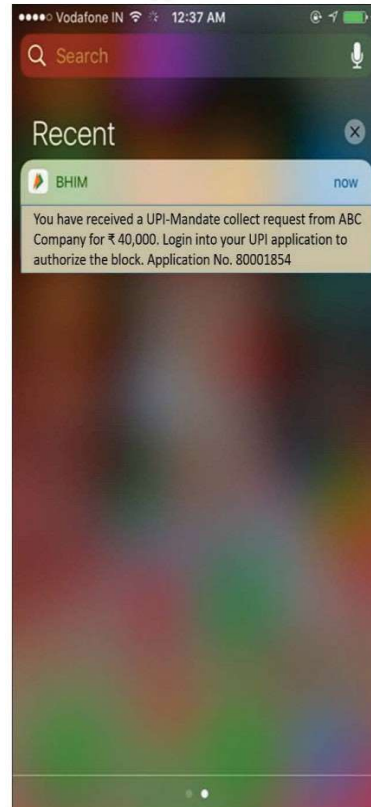 Vodafone IN 12:37 AM
Search
Recent
BHIM now
You have received a UPI-Mandate collect request from ABC
Company for ₹ 40,000. Login into your UPI application to
authorize the block. Application No. 80001854